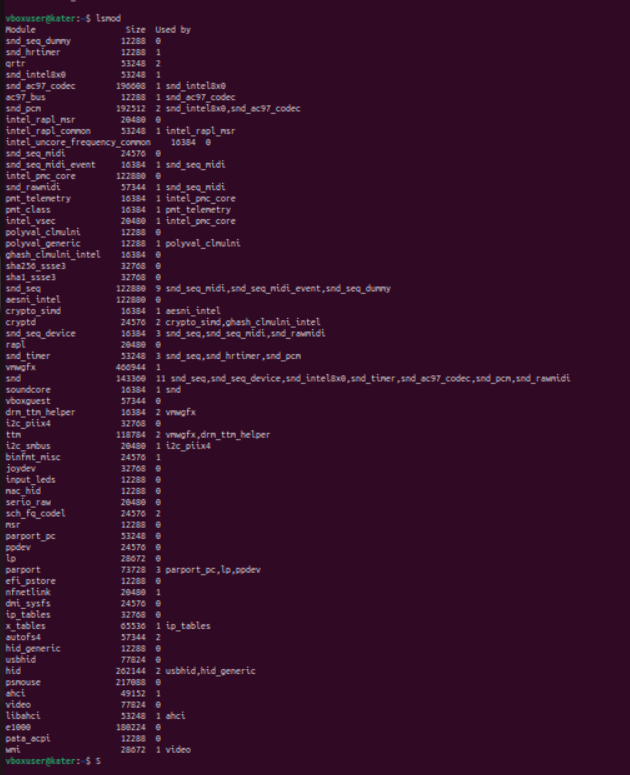 vboxuser@kater:~$ lsmod
Module                  Size  Used by
snd_seq_dummy          12288  0
snd_hrtimer            12288  1
qrtr                   53248  2
snd_intel8x0           53248  1
snd_ac97_codec        196608  1 snd_intel8x0
ac97_bus               12288  1 snd_ac97_codec
snd_pcm               192512  2 snd_intel8x0,snd_ac97_codec
intel_rapl_msr         20480  0
intel_rapl_common      53248  1 intel_rapl_msr
intel_uncore_frequency_common    16384  0
snd_seq_midi           24576  0
snd_seq_midi_event     16384  1 snd_seq_midi
intel_pmc_core        122880  0
snd_rawmidi            57344  1 snd_seq_midi
pmt_telemetry          16384  1 intel_pmc_core
pmt_class              16384  1 pmt_telemetry
intel_vsec             20480  1 intel_pmc_core
polyval_clmulni        12288  0
polyval_generic        12288  1 polyval_clmulni
ghash_clmulni_intel    16384  0
sha256_ssse3           32768  0
sha1_ssse3             32768  0
snd_seq               122880  9 snd_seq_midi,snd_seq_midi_event,snd_seq_dummy
aesni_intel           122880  0
crypto_simd            16384  1 aesni_intel
cryptd                 24576  2 crypto_simd,ghash_clmulni_intel
snd_seq_device         16384  3 snd_seq,snd_seq_midi,snd_rawmidi
rapl                   20480  0
snd_timer              53248  3 snd_seq,snd_hrtimer,snd_pcm
vmwgfx                466944  1
snd                   143360  11 snd_seq,snd_seq_device,snd_intel8x0,snd_timer,snd_ac97_codec,snd_pcm,snd_rawmidi
soundcore              16384  1 snd
vboxguest              57344  0
drm_ttm_helper         16384  2 vmwgfx
i2c_piix4              32768  0
ttm                   118784  2 vmwgfx,drm_ttm_helper
i2c_smbus              20480  1 i2c_piix4
binfmt_misc            24576  1
joydev                 32768  0
input_leds             12288  0
mac_hid                12288  0
serio_raw              20480  0
sch_fq_codel           24576  2
msr                    12288  0
parport_pc             53248  0
ppdev                  24576  0
lp                     28672  0
parport                73728  3 parport_pc,lp,ppdev
efi_pstore             12288  0
nfnetlink              20480  1
dmi_sysfs              24576  0
ip_tables              32768  0
x_tables               65536  1 ip_tables
autofs4                57344  2
hid_generic            12288  0
usbhid                 77824  0
hid                   262144  2 usbhid,hid_generic
psmouse               217088  0
ahci                   49152  1
video                  77824  0
libahci                53248  1 ahci
e1000                 180224  0
pata_acpi              12288  0
wmi                    28672  1 video
vboxuser@kater:~$ S